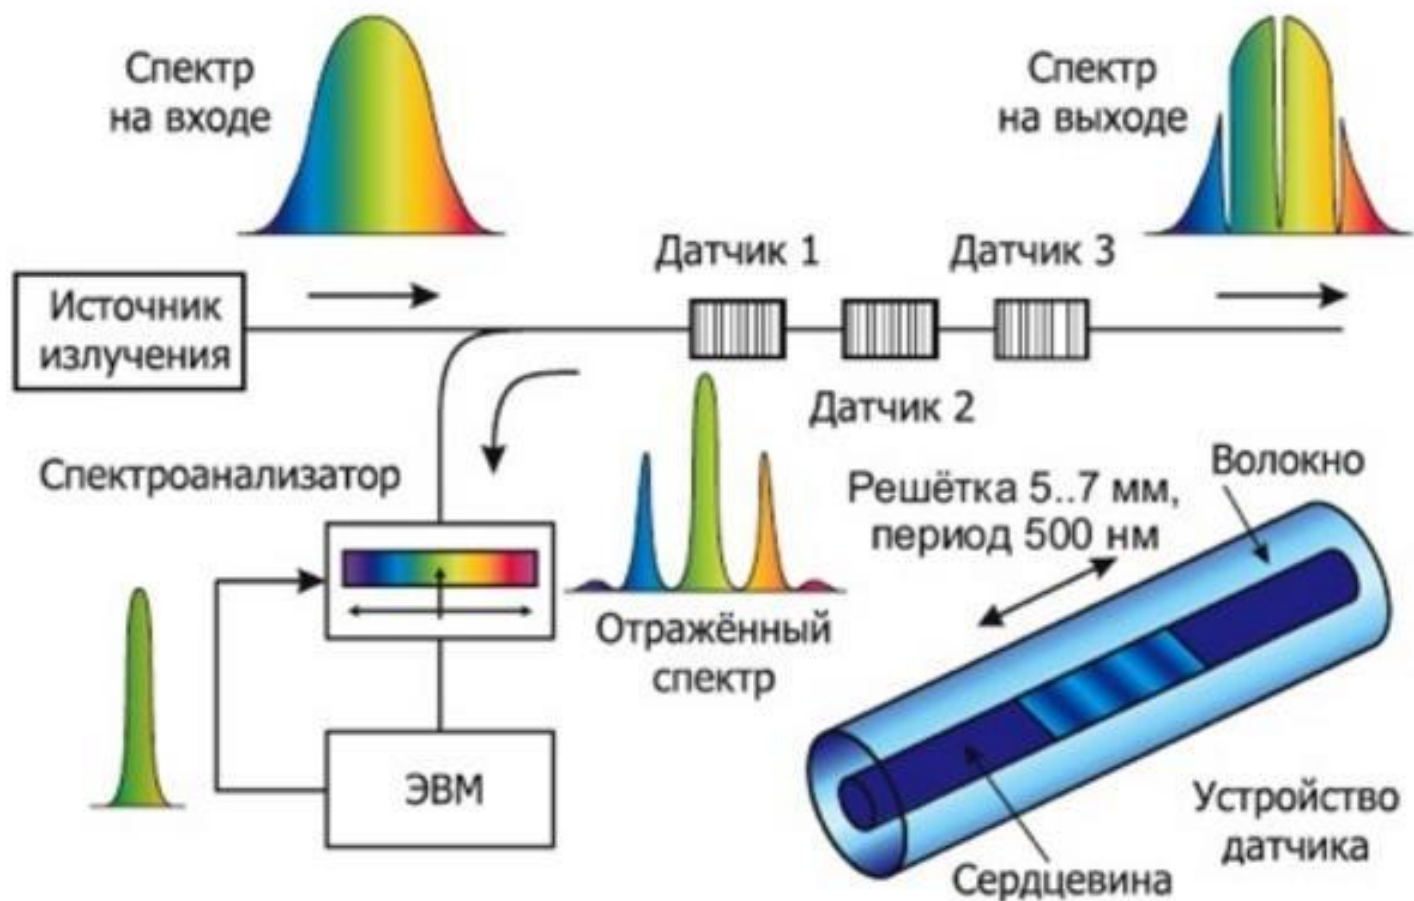 Спектр
на входе
Спектр
на выходе
Датчик 1
Датчик 3
Источник
излучения
Датчик 2
Спектроанализатор
Волокно
Решётка 5..7 мм,
период 500 нм
Отражённый
спектр
ЭВМ
Устройство
датчика
Сердцевина